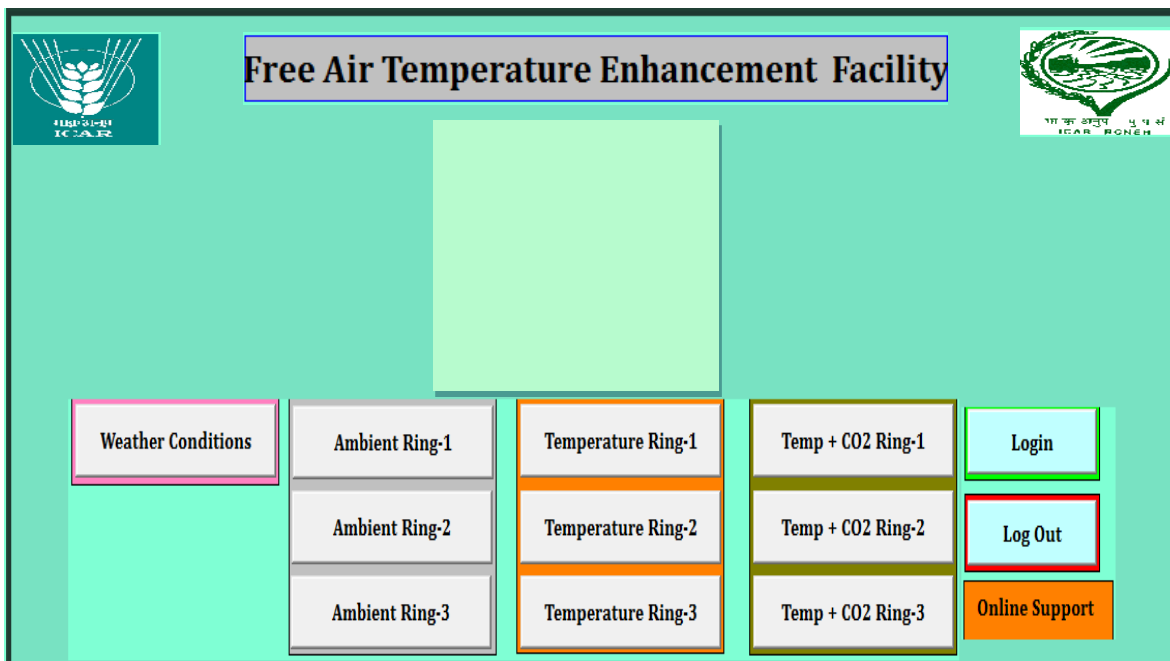 Free Air Temperature Enhancement Facility
ICAR
ICAR RCNEH
Weather Conditions
Ambient Ring-1
Temperature Ring-1
Temp + CO2 Ring-1
Login
Ambient Ring-2
Temperature Ring-2
Temp + CO2 Ring-2
Log Out
Ambient Ring-3
Temperature Ring-3
Temp + CO2 Ring-3
Online Support